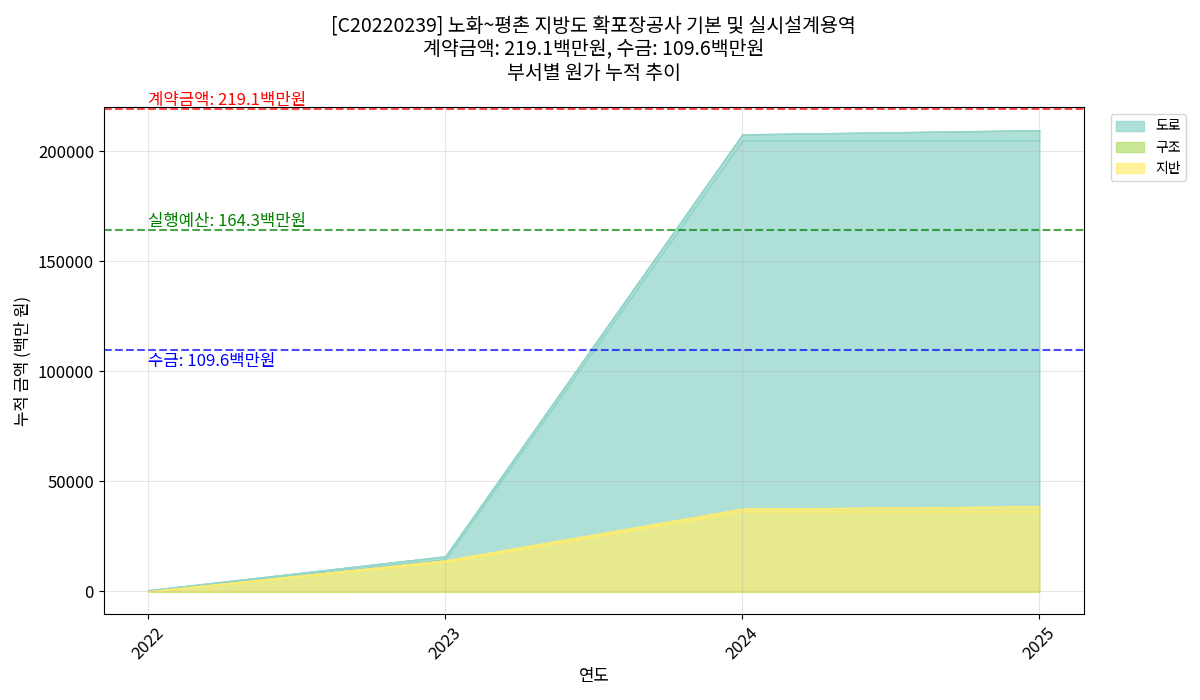 [C20220239] 노화~평촌 지방도 확포장공사 기본 및 실시설계용역
계약금액: 219.1백만원, 수금: 109.6백만원
부서별 원가 누적 추이
계약금액: 219.1백만원
도로
구조
지반
200000
실행예산: 164.3백만원
150000
수금: 109.6백만원
100000
50000
0
누적 금액 (백만 원)
2022
2023
2024
2025
연도